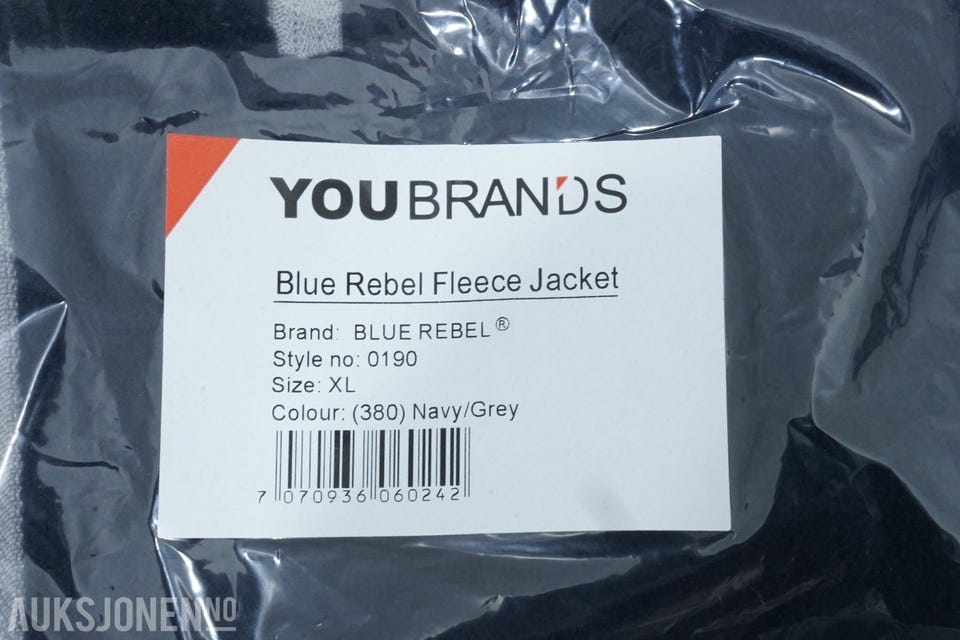 YOUBRANDS
Blue Rebel Fleece Jacket
Brand: BLUE REBEL®
Style no: 0190
Size: XL
Colour: (380) Navy/Grey
7 070936 060242
AUKSJONEN.NO